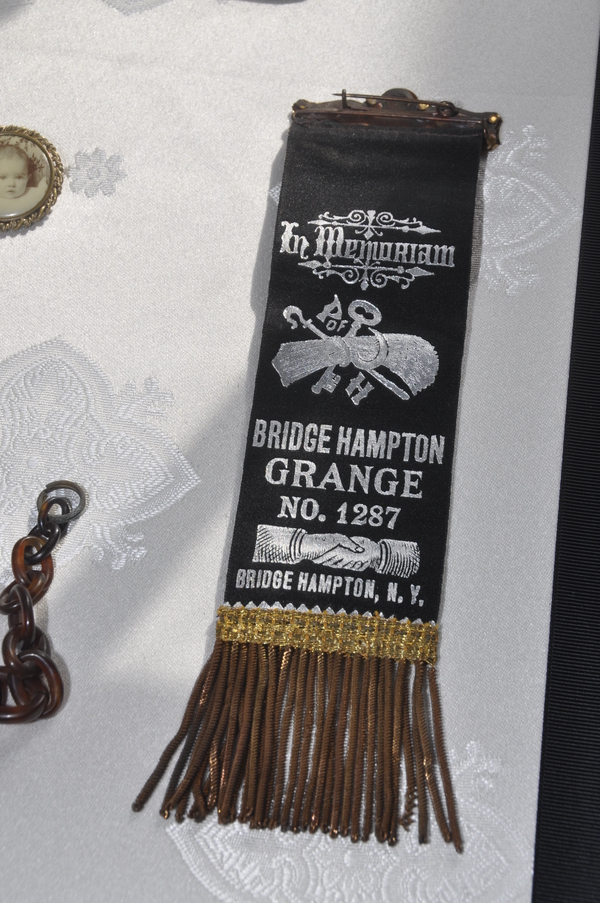 In Memoriam
P
OF
H
BRIDGE HAMPTON
GRANGE
NO. 1287
BRIDGE HAMPTON, N. Y.